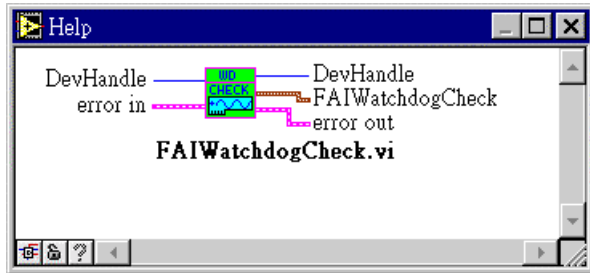 Help
DevHandle
DevHandle
WD
CHECK
FAIWatchdogCheck
error in
error out
FAIWatchdogCheck.vi
?